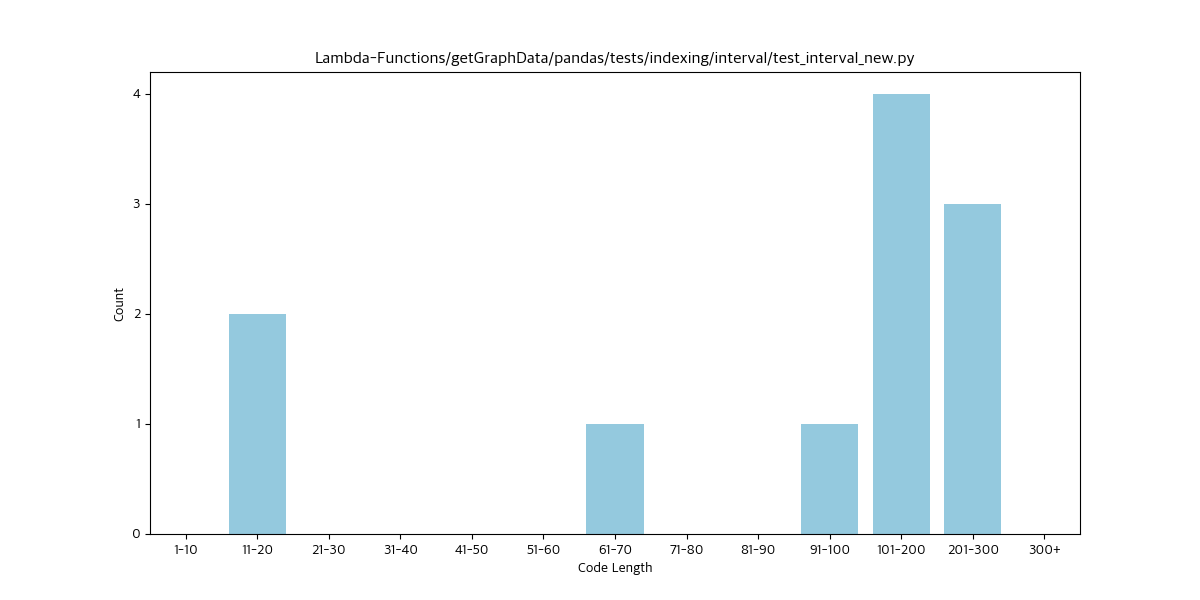 Lambda-Functions/getGraphData/pandas/tests/indexing/interval/test_interval_new.py
4
3
2
1
0
Count
1-10 11-20 21-30 31-40 41-50 51-60 61-70 71-80 81-90 91-100 101-200 201-300 300+
Code Length